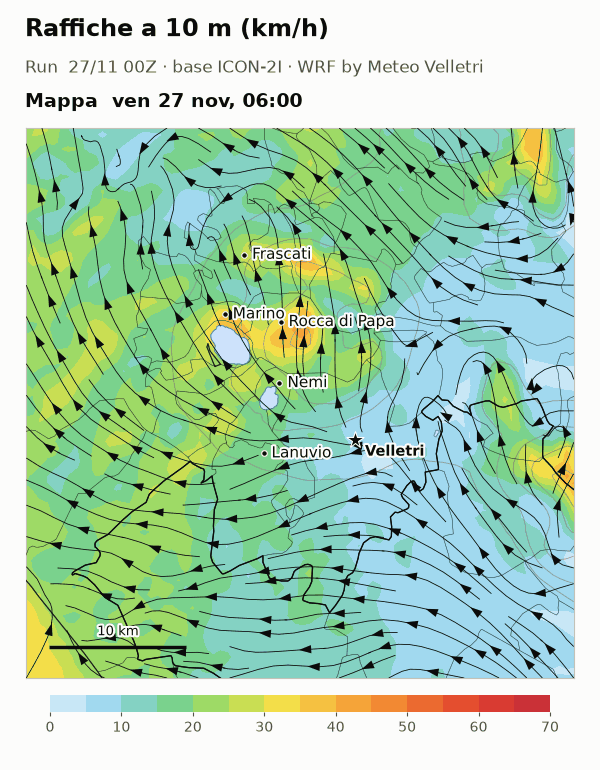 Raffiche a 10 m (km/h)
Run  27/11 00Z · base ICON-2I · WRF by Meteo Velletri
Mappa  ven 27 nov, 06:00
Frascati
Marino
Rocca di Papa
Nemi
Velletri
Lanuvio
10 km
0 10 20 30 40 50 60 70